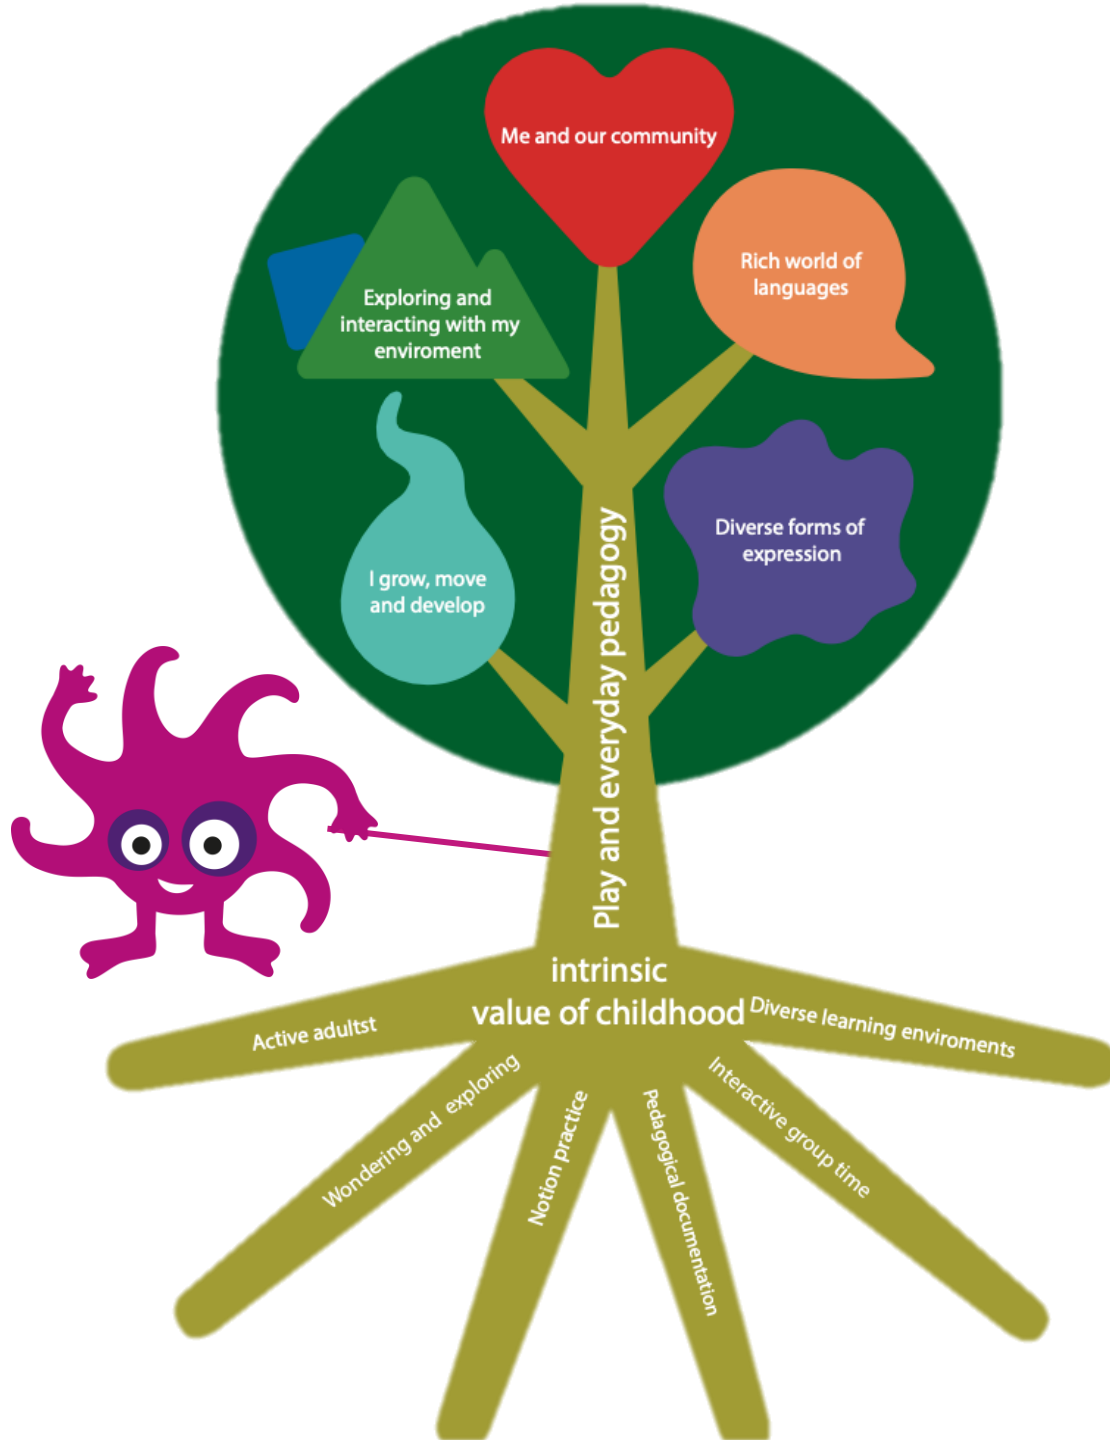 Me and our community
Rich world of
languages
Exploring and
interacting with my
enviroment
Diverse forms of
expression
I grow, move
and develop
Play and everyday pedagogy
intrinsic
value of childhood
Active adultst
Wondering and exploring
Notion practice
Pedagogical documentation
Interactive group time
Diverse learning enviroments